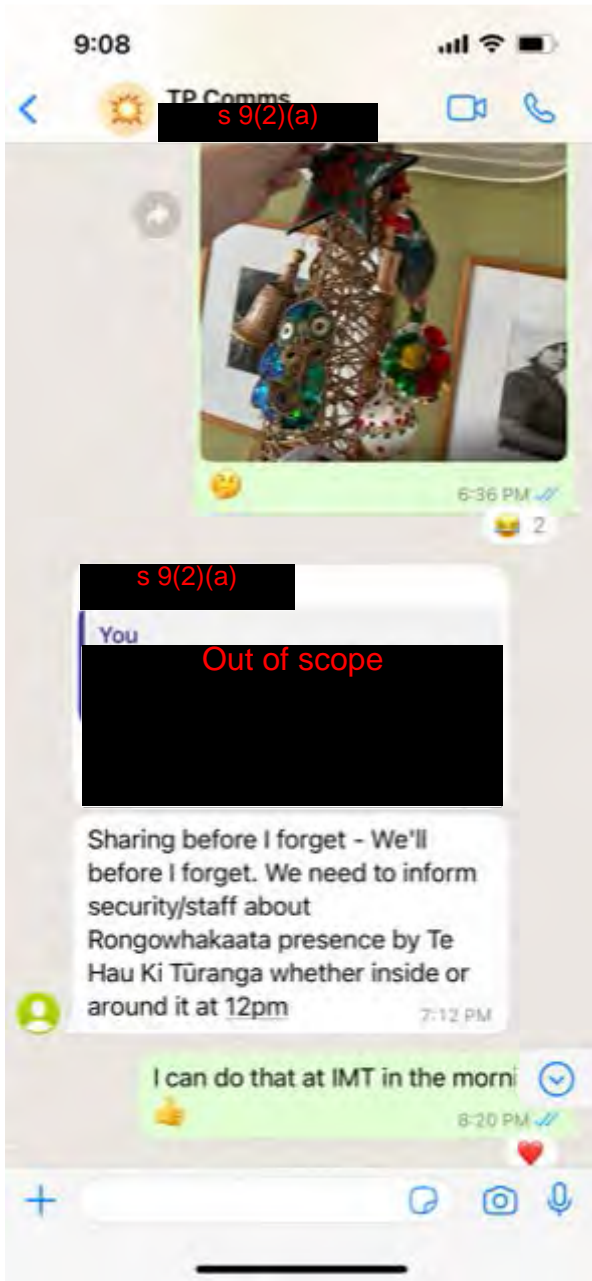 9:08
TP Comms
s 9(2)(a)
6:36 PM
2
s 9(2)(a)
You
Out of scope
Sharing before I forget - We'll
before I forget. We need to inform
security/staff about
Rongowhakaata presence by Te
Hau Ki Tūranga whether inside or
around it at 12pm
7:12 PM
I can do that at IMT in the morni
8:20 PM